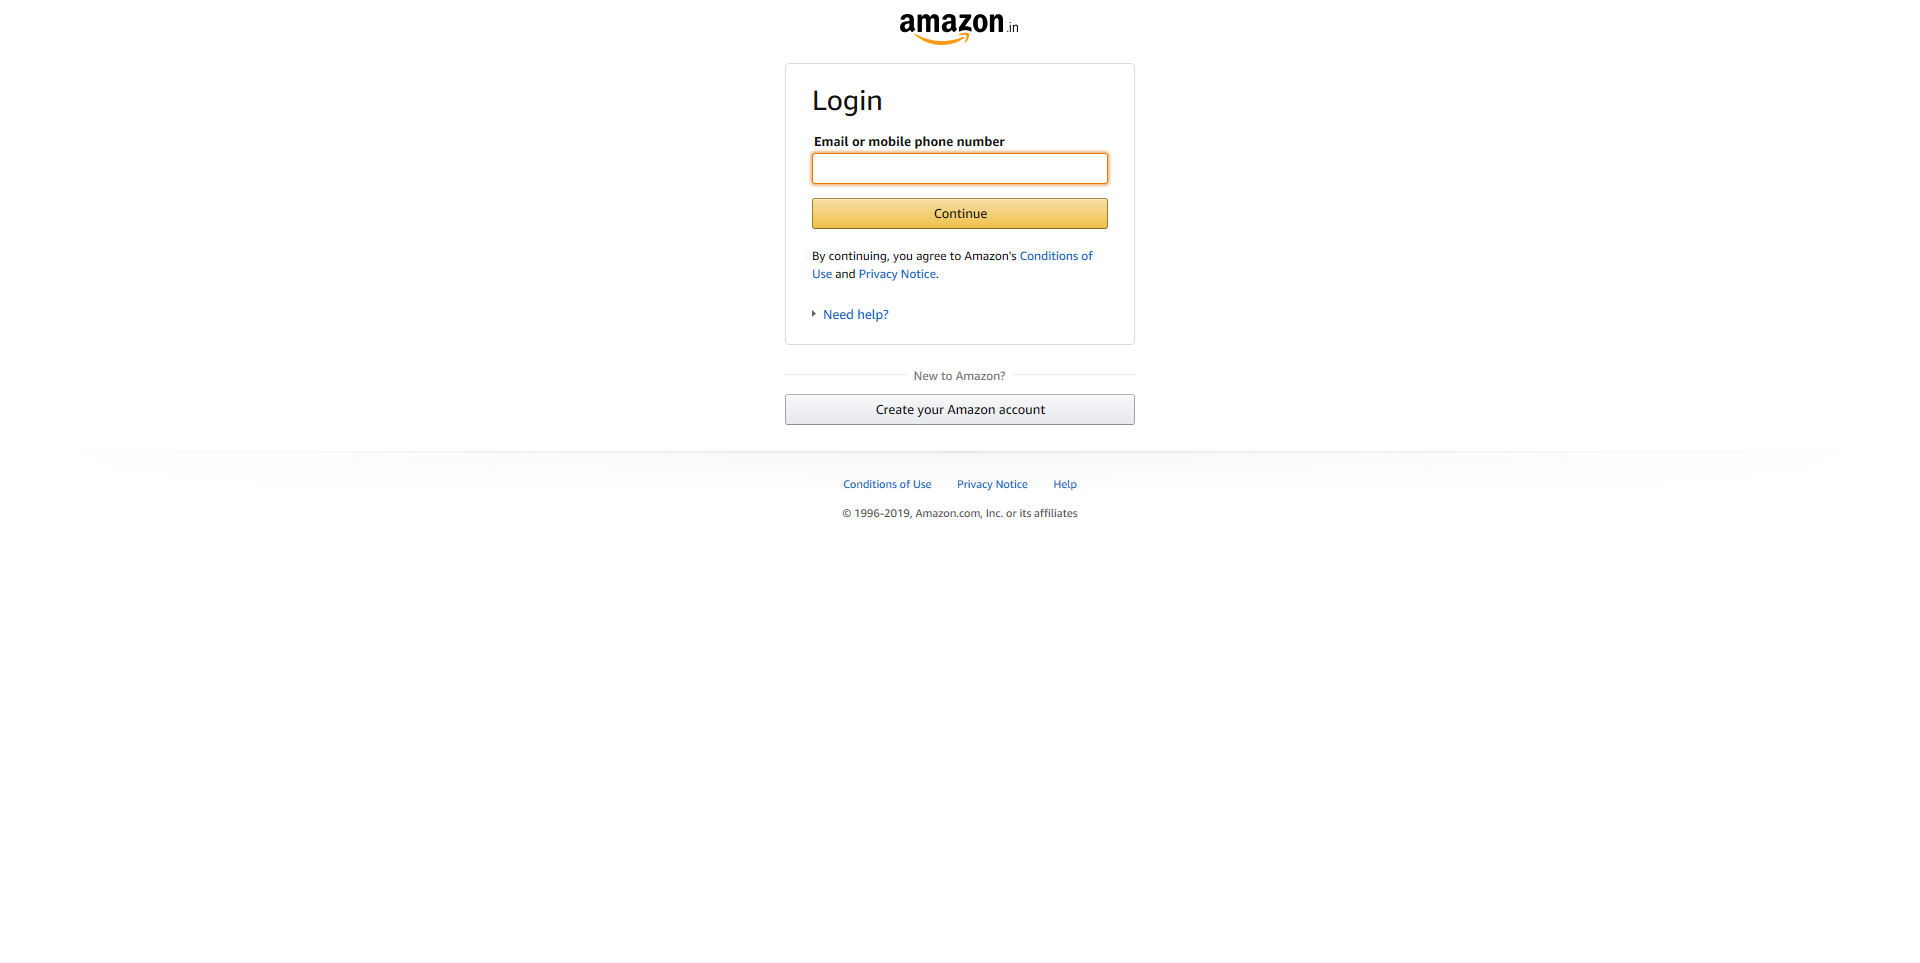 amazon.in
Login
Email or mobile phone number
Continue
By continuing, you agree to Amazon's Conditions of
Use and Privacy Notice.
Need help?
New to Amazon?
Create your Amazon account
Conditions of Use Privacy Notice Help
© 1996-2019, Amazon.com, Inc. or its affiliates